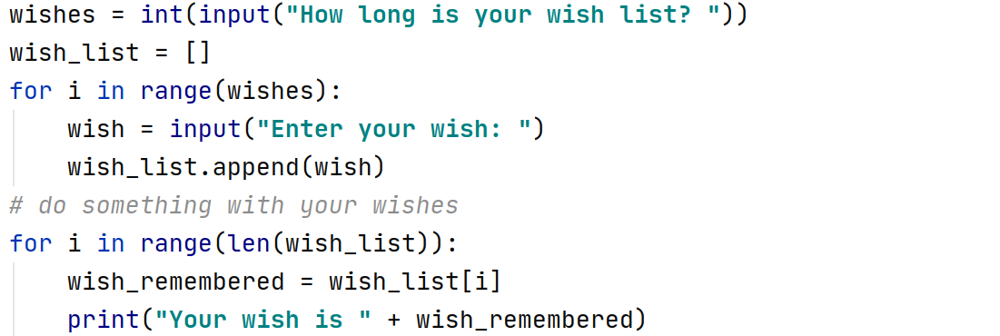 wishes = int(input("How long is your wish list? "))
wish_list = []
for i in range(wishes):
    wish = input("Enter your wish: ")
    wish_list.append(wish)
# do something with your wishes
for i in range(len(wish_list)):
    wish_remembered = wish_list[i]
    print("Your wish is " + wish_remembered)